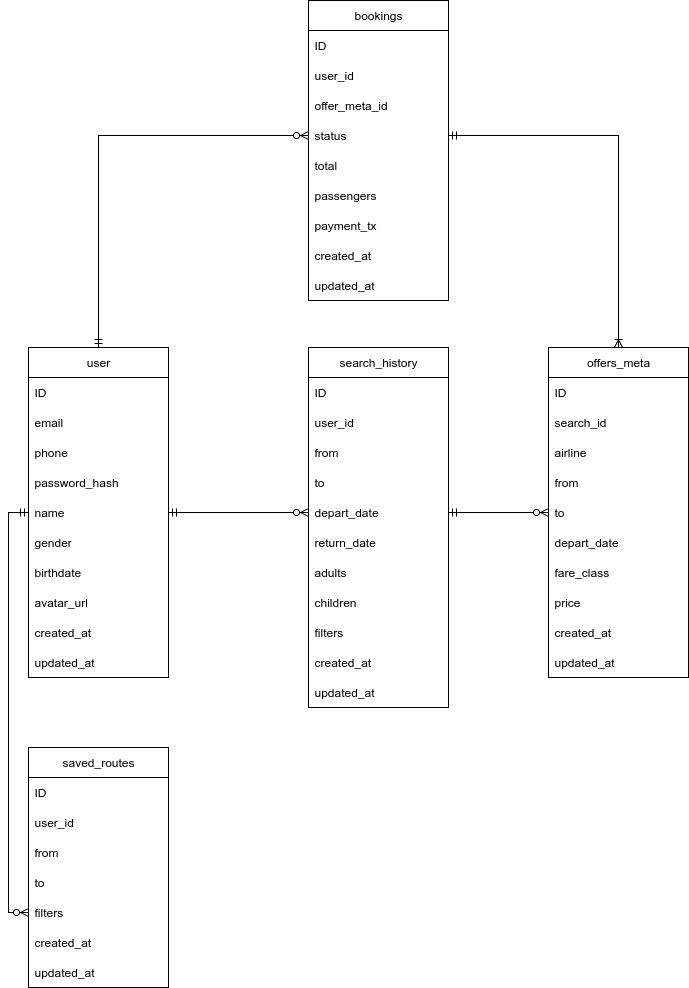 bookings
ID
user_id
offer_meta_id
status
total
passengers
payment_tx
created_at
updated_at
user
ID
email
phone
password_hash
name
gender
birthdate
avatar_url
created_at
updated_at
search_history
ID
user_id
from
to
depart_date
return_date
adults
children
filters
created_at
updated_at
offers_meta
ID
search_id
airline
from
to
depart_date
fare_class
price
created_at
updated_at
saved_routes
ID
user_id
from
to
filters
created_at
updated_at